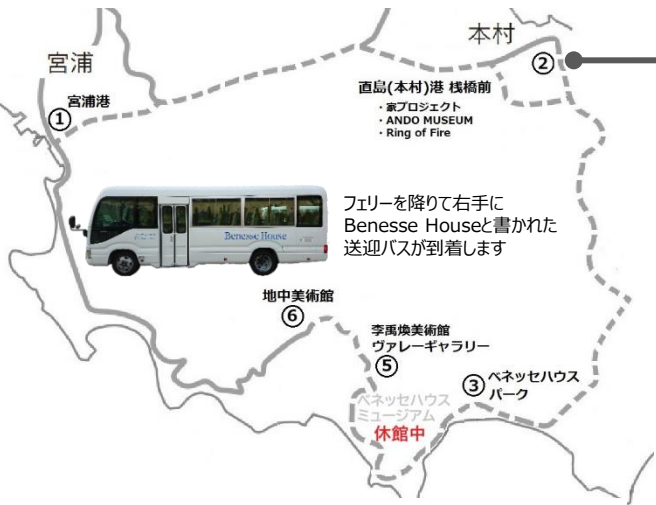 本村
②
宮浦
宮浦港
①
直島(本村)港 桟橋前
・家プロジェクト
・ANDO MUSEUM
・Ring of Fire
フェリーを降りて右手に
Benesse Houseと書かれた
送迎バスが到着します
Benesse House
地中美術館
⑥
李禹煥美術館
ヴァレーギャラリー
⑤
③
ベネッセハウス
パーク
ベネッセハウス
ミュージアム
休館中